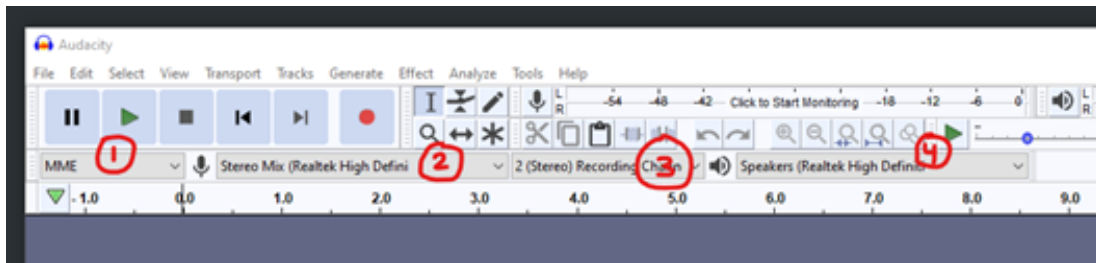 Audacity
File Edit Select View Transport Tracks Generate Effect Analyze Tools Help
L
R
-54 -48 -42 Click to Start Monitoring -18 -12 -6 0
L
R
1 2 3 4
MME Stereo Mix (Realtek High Defini 2 (Stereo) Recording Chann Speakers (Realtek High Definit
- 1.0 0.0 1.0 2.0 3.0 4.0 5.0 6.0 7.0 8.0 9.0